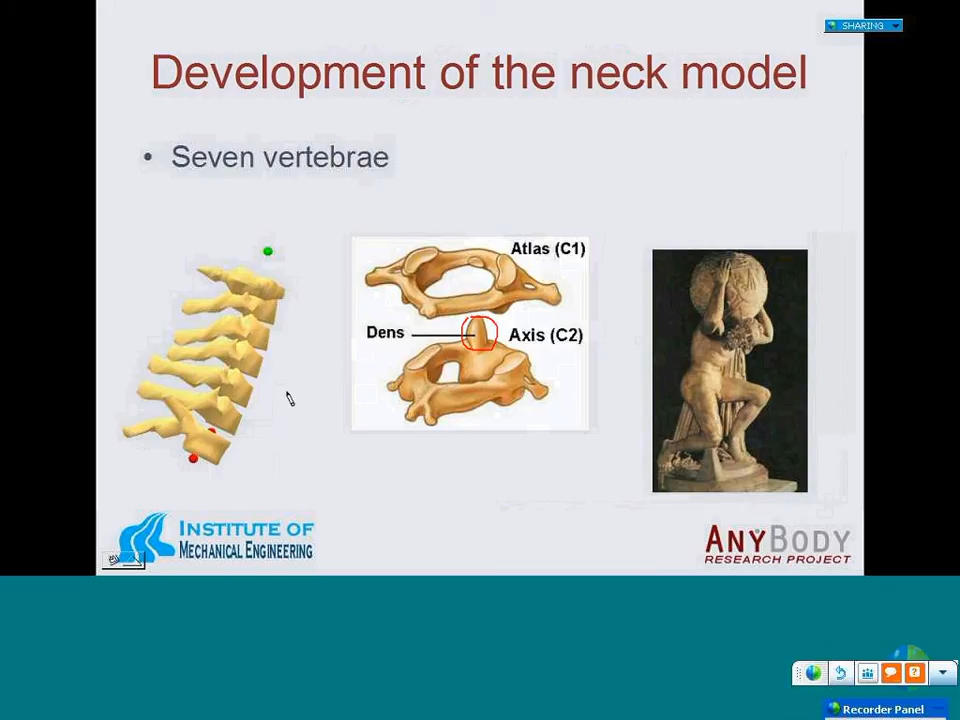 SHARING
Development of the neck model
• Seven vertebrae
Atlas (C1)
Dens
Axis (C2)
INSTITUTE OF
MECHANICAL ENGINEERING
ANYBODY
RESEARCH PROJECT
Recorder Panel